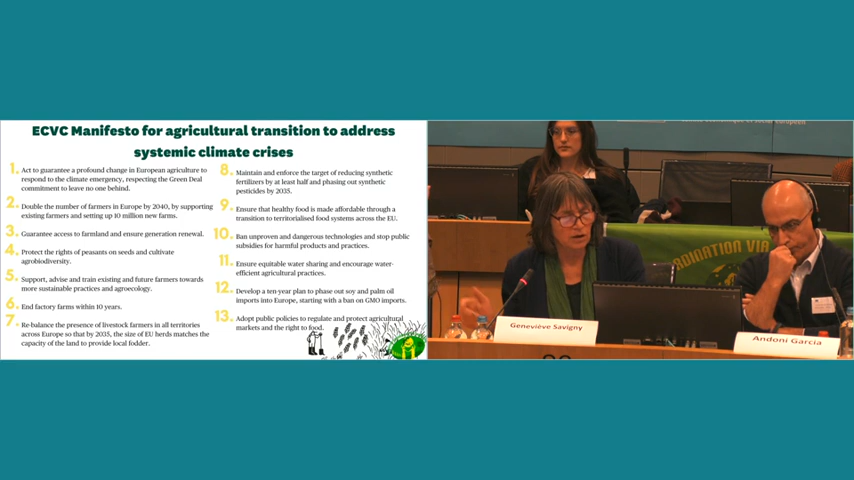 ECVC Manifesto for agricultural transition to address
systemic climate crises
1. Act to guarantee a profound change in European agriculture to
respond to the climate emergency, respecting the Green Deal
commitment to leave no one behind.
2. Double the number of farmers in Europe by 2040, by supporting
existing farmers and setting up 10 million new farms.
3. Guarantee access to farmland and ensure generation renewal.
4. Protect the rights of peasants on seeds and cultivate
agrobiodiversity.
5. Support, advise and train existing and future farmers towards
more sustainable practices and agroecology.
6. End factory farms within 10 years.
7. Re-balance the presence of livestock farmers in all territories
across Europe so that by 2035, the size of EU herds matches the
capacity of the land to provide local fodder.
8. Maintain and enforce the target of reducing synthetic
fertilizers by at least half and phasing out synthetic
pesticides by 2035.
9. Ensure that healthy food is made affordable through a
transition to territorialised food systems across the EU.
10. Ban unproven and dangerous technologies and stop public
subsidies for harmful products and practices.
11. Ensure equitable water sharing and encourage water-
efficient agricultural practices.
12. Develop a ten-year plan to phase out soy and palm oil
imports into Europe, starting with a ban on GMO imports.
13. Adopt public policies to regulate and protect agricultural
markets and the right to food.
RDINATION VIA
Geneviève Savigny
Andoni Garcia